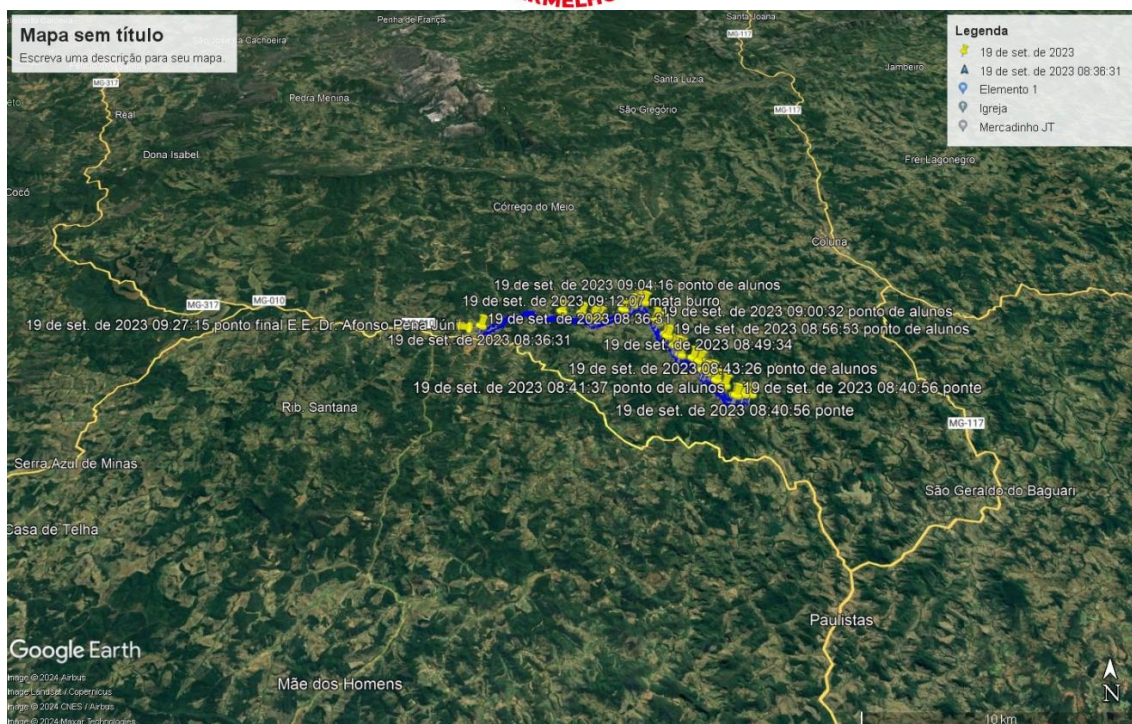 Mapa sem título
Escreva uma descrição para seu mapa.
Legenda
19 de set. de 2023
19 de set. de 2023 08:36:31
Elemento 1
Igreja
Mercadinho JT
Penha de França
Santa Joana
MG-117
MG-317
Santa Luzia
Jambeiro
Pedra Menina
São Gregório
MG-117
Real
Dona Isabel
Frei Lagonegro
Cocó
Córrego do Meio
Coluna
19 de set. de 2023 09:04:16 ponto de alunos
19 de set. de 2023 09:12:07 mata burro
MG-317
MG-010
19 de set. de 2023 09:00:32 ponto de alunos
19 de set. de 2023 08:36:31
19 de set. de 2023 09:27:15 ponto final E.E. Dr. Afonso Pena Jún
19 de set. de 2023 08:56:53 ponto de alunos
19 de set. de 2023 08:36:31
19 de set. de 2023 08:49:34
19 de set. de 2023 08:43:26 ponto de alunos
19 de set. de 2023 08:41:37 ponto de alunos
19 de set. de 2023 08:40:56 ponte
Rib. Santana
19 de set. de 2023 08:40:56 ponte
MG-117
Serra Azul de Minas
São Geraldo do Baguari
Casa de Telha
Paulistas
Google Earth
Mãe dos Homens
Image © 2024 Airbus
Image Landsat / Copernicus
Image © 2024 CNES / Airbus
Image © 2024 Maxar Technologies
N
10 km